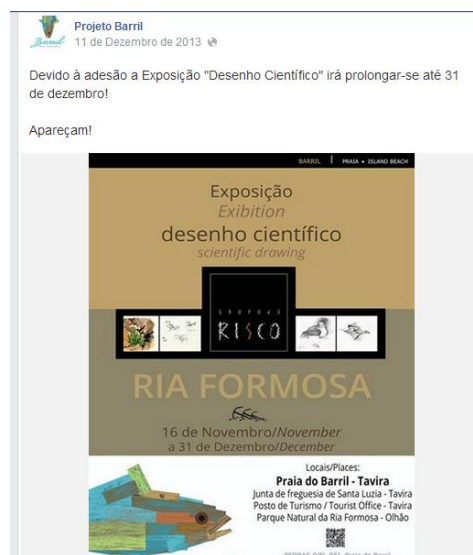 Projeto Barril
11 de Dezembro de 2013
Devido à adesão a Exposição "Desenho Científico" irá prolongar-se até 31
de dezembro!
Apareçam!
BARRIL | PRAIA • ISLAND BEACH
Exposição
Exibition
desenho científico
scientific drawing
GRUPODO
RISCO
RIA FORMOSA
16 de Novembro/November
a 31 de Dezembro/December
Locais/Places:
Praia do Barril - Tavira
Junta de freguesia de Santa Luzia - Tavira
Posto de Turismo / Tourist Office - Tavira
Parque Natural da Ria Formosa - Olhão